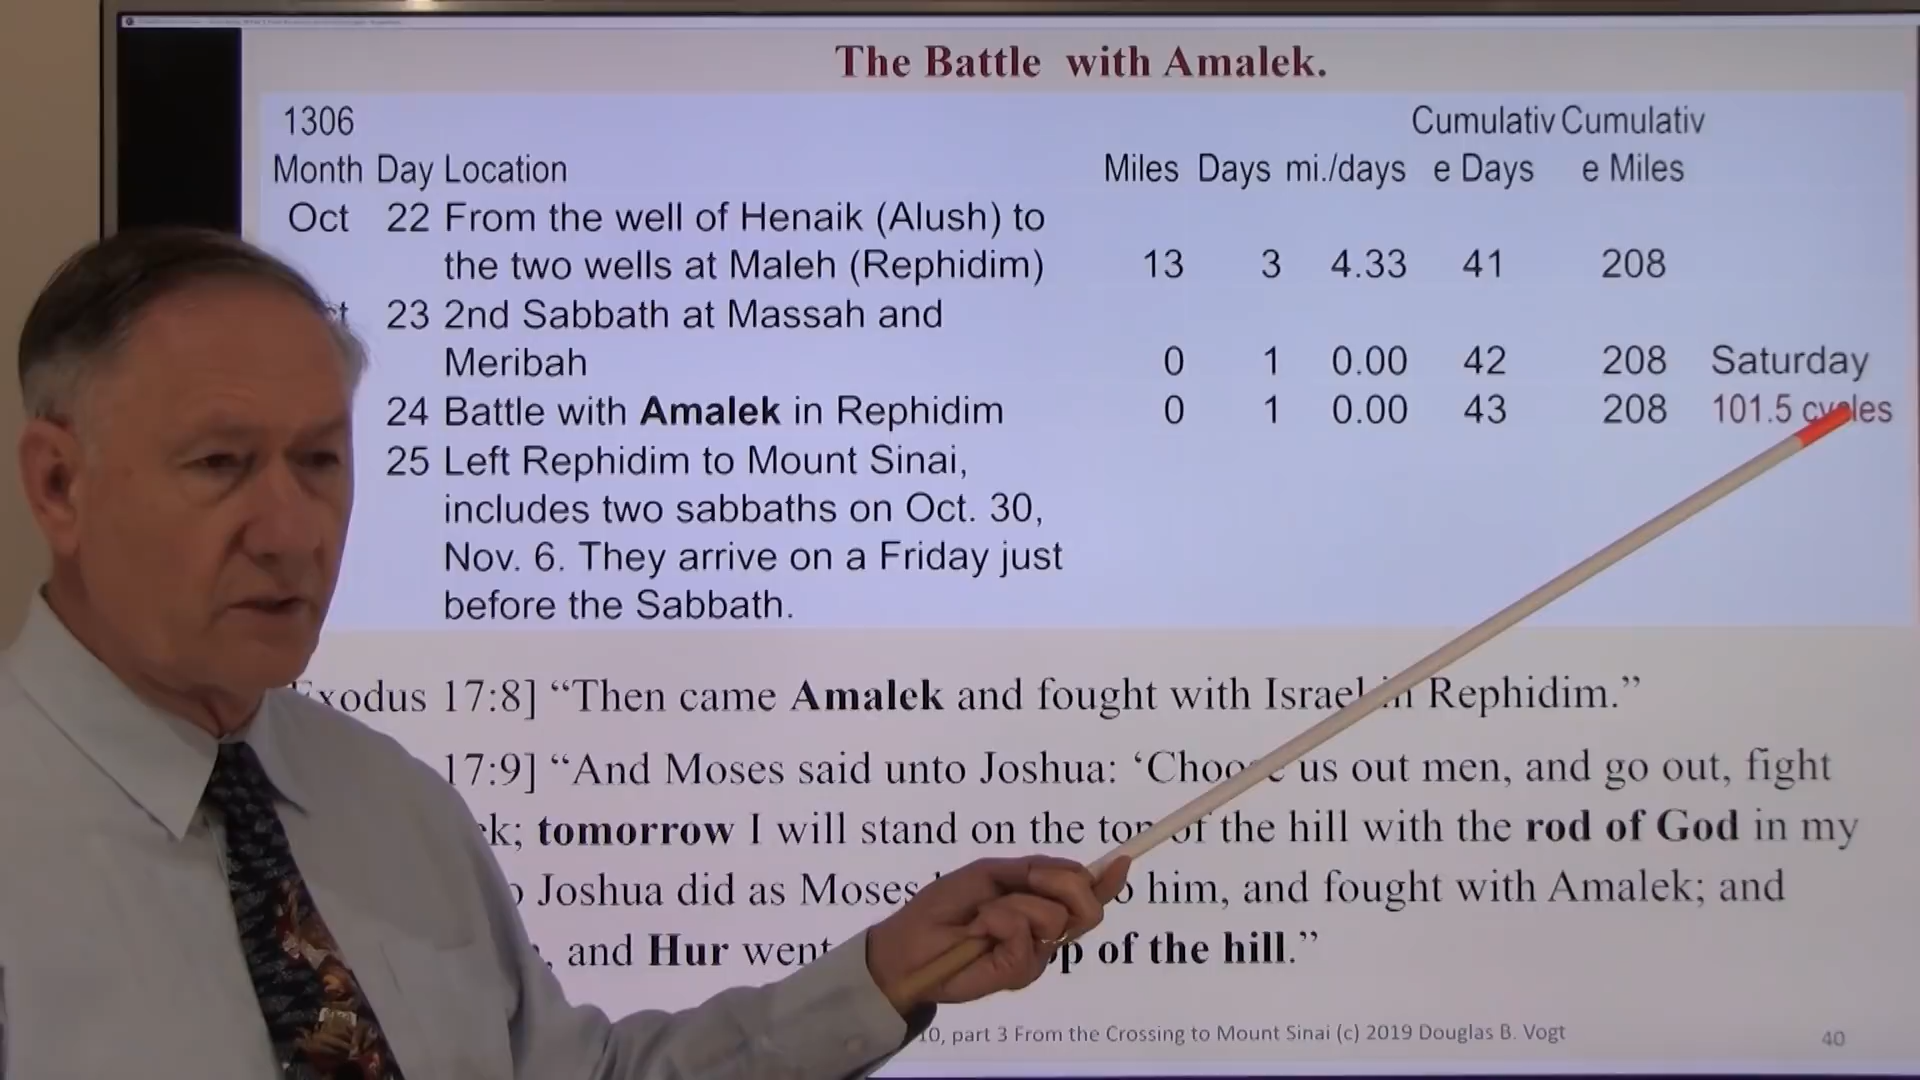 The Battle with Amalek.
1306 Cumulativ Cumulativ
Month Day Location Miles Days mi./days e Days e Miles
Oct 22 From the well of Henaik (Alush) to
the two wells at Maleh (Rephidim) 13 3 4.33 41 208
23 2nd Sabbath at Massah and
Meribah 0 1 0.00 42 208 Saturday
24 Battle with Amalek in Rephidim 0 1 0.00 43 208 101.5 cycles
25 Left Rephidim to Mount Sinai,
includes two sabbaths on Oct. 30,
Nov. 6. They arrive on a Friday just
before the Sabbath.
Exodus 17:8] “Then came Amalek and fought with Israel in Rephidim.”
17:9] “And Moses said unto Joshua: ‘Choose us out men, and go out, fight
tomorrow I will stand on the top of the hill with the rod of God in my
Joshua did as Moses him, and fought with Amalek; and
, and Hur went of the hill.”
10, part 3 From the Crossing to Mount Sinai (c) 2019 Douglas B. Vogt 40